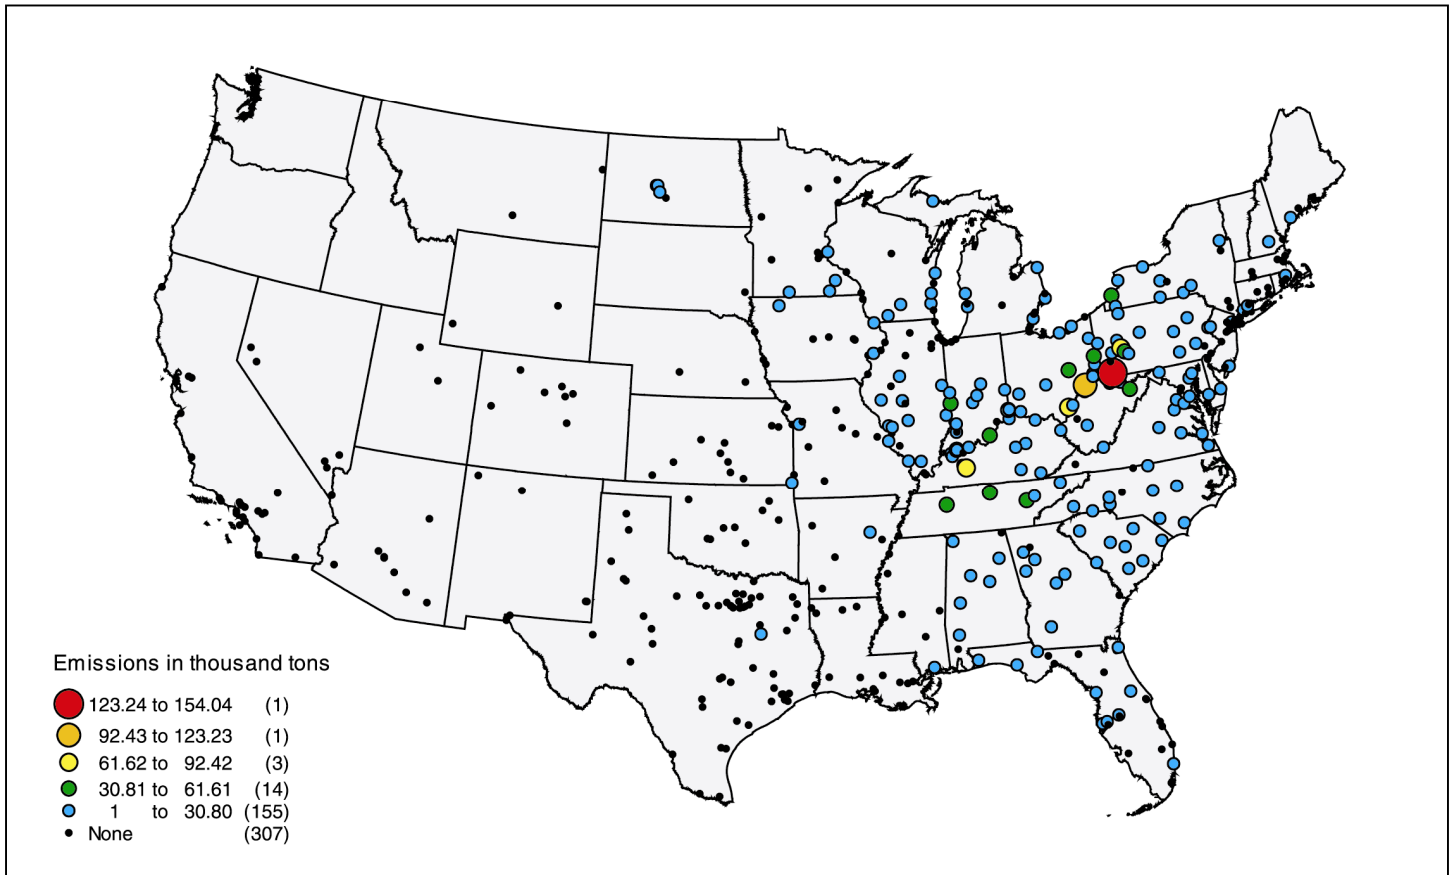 Emissions in thousand tons
123.24 to 154.04 (1)
92.43 to 123.23 (1)
61.62 to 92.42 (3)
30.81 to 61.61 (14)
1 to 30.80 (155)
None (307)